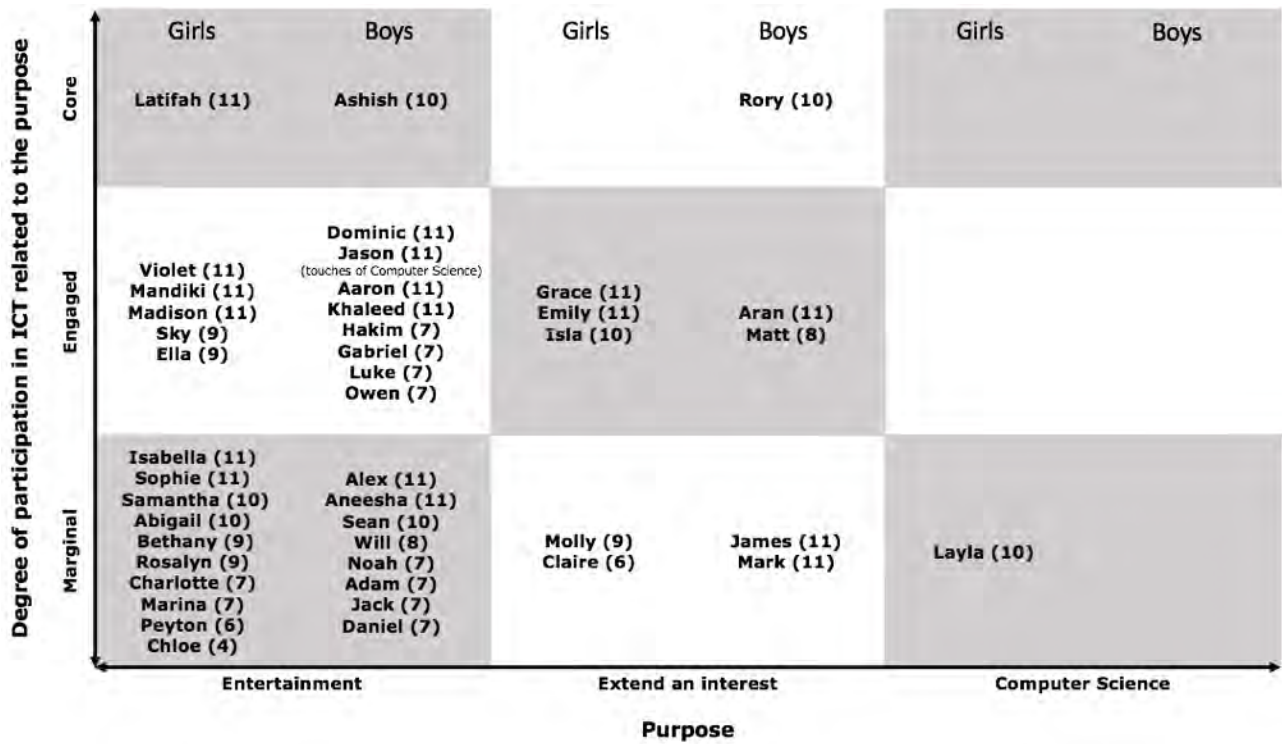 Degree of participation in ICT related to the purpose
Girls
Boys
Girls
Boys
Girls
Boys
Core
Latifah (11)
Ashish (10)
Rory (10)
Engaged
Violet (11)
Mandiki (11)
Madison (11)
Sky (9)
Ella (9)
Dominic (11)
Jason (11)
(touches of Computer Science)
Aaron (11)
Khaleed (11)
Hakim (7)
Gabriel (7)
Luke (7)
Owen (7)
Grace (11)
Emily (11)
Isla (10)
Aran (11)
Matt (8)
Marginal
Isabella (11)
Sophie (11)
Samantha (10)
Abigail (10)
Bethany (9)
Rosalyn (9)
Charlotte (7)
Marina (7)
Peyton (6)
Chloe (4)
Alex (11)
Aneesha (11)
Sean (10)
Will (8)
Noah (7)
Adam (7)
Jack (7)
Daniel (7)
Molly (9)
Claire (6)
James (11)
Mark (11)
Layla (10)
Entertainment
Extend an interest
Computer Science
Purpose